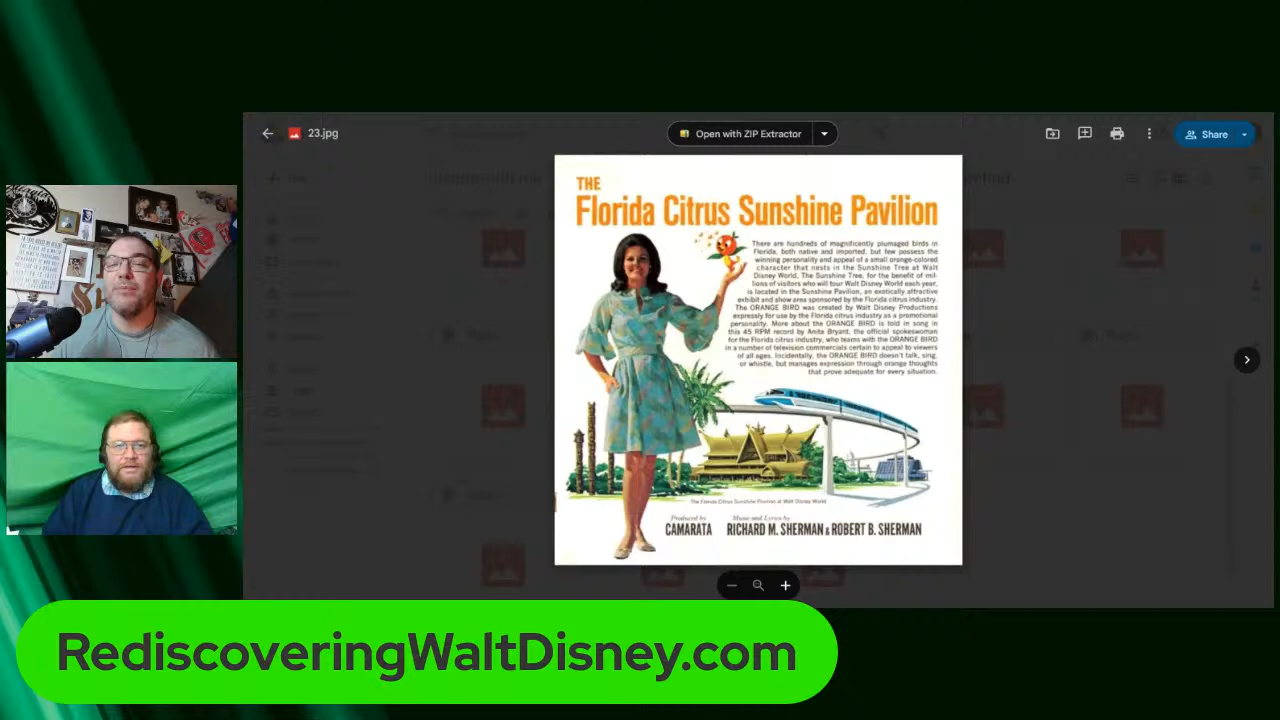 23.jpg
Open with ZIP Extractor
Share
THE
Florida Citrus Sunshine Pavilion
There are hundreds of magnificently plumaged birds in
Florida, both native and imported, but few possess the
winning personality and appeal of a small orange-colored
character that nests in the Sunshine Tree at Walt
Disney World. The Sunshine Tree, for the benefit of mil-
lions of visitors who will tour Walt Disney World each year,
is located in the Sunshine Pavilion, an exotically attractive
exhibit and show area sponsored by the Florida citrus industry.
The ORANGE BIRD was created by Walt Disney Productions
expressly for use by the Florida citrus industry as a promotional
personality. More about the ORANGE BIRD is told in song in
this 45 RPM record by Anita Bryant, the official spokeswoman
for the Florida citrus industry, who teams with the ORANGE BIRD
in a number of television commercials certain to appeal to viewers
of all ages. Incidentally, the ORANGE BIRD doesn't talk, sing,
or whistle, but manages expression through orange thoughts
that prove adequate for every situation.
The Florida Citrus Sunshine Pavilion at Walt Disney World
Produced by
CAMARATA
Music and Lyrics by
RICHARD M. SHERMAN & ROBERT B. SHERMAN
RediscoveringWaltDisney.com